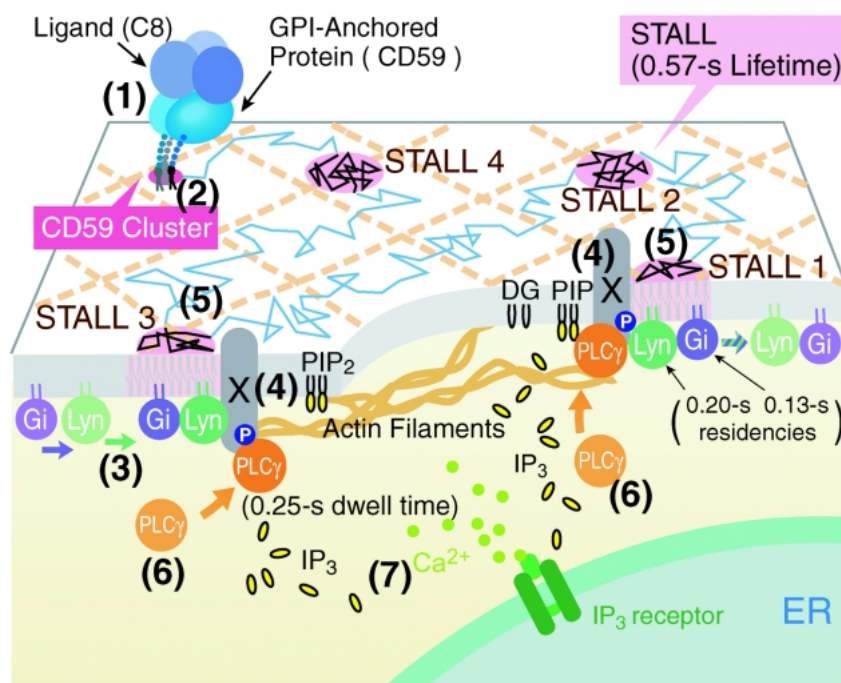 Ligand (C8)
GPI-Anchored
Protein ( CD59 )
STALL
(0.57-s Lifetime)
(1)
(2)
CD59 Cluster
STALL 4
STALL 2
(4)
(5)
STALL 1
X
DG
PIP
P
PLCγ
Lyn
Gi
Lyn
Gi
(5)
STALL 3
PIP2
X
(4)
Gi
Lyn
Gi
Lyn
P
(3)
PLCγ
Actin Filaments
(0.20-s 0.13-s
residencies)
IP3
PLCγ
(6)
PLCγ
(6)
(0.25-s dwell time)
IP3
(7)
Ca2+
IP3 receptor
ER